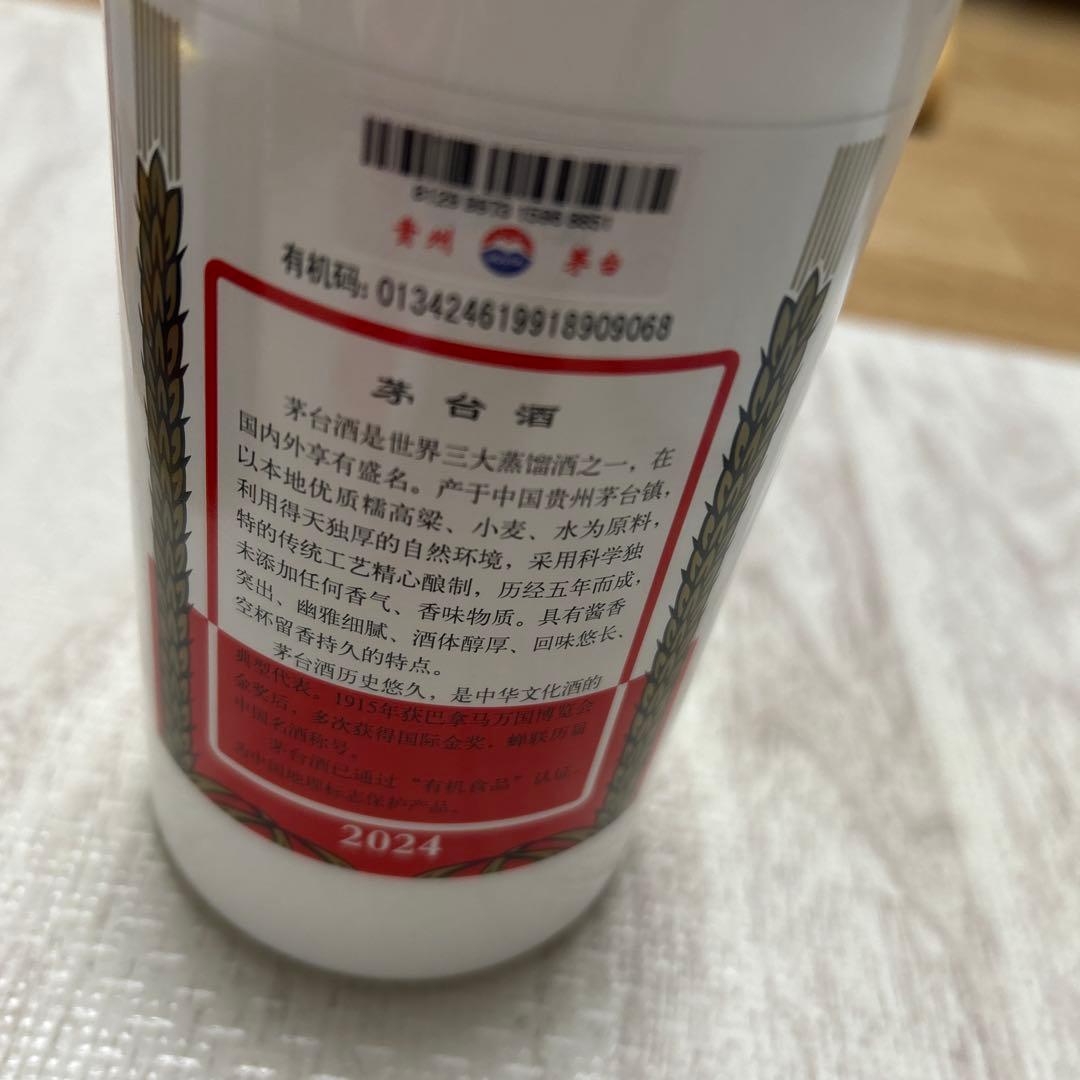 贵州 茅台
有机码: 013424619918909068
茅台酒
茅台酒是世界三大蒸馏酒之一，在
国内外享有盛名。产于中国贵州茅台镇，
以本地优质糯高粱、小麦、水为原料，
利用得天独厚的自然环境，采用科学独
特的传统工艺精心酿制，历经五年而成，
未添加任何香气、香味物质。具有酱香
突出、幽雅细腻、酒体醇厚、回味悠长、
空杯留香持久的特点。
茅台酒历史悠久，是中华文化酒的
典型代表。1915年获巴拿马万国博览会
金奖后，多次获得国际金奖，蝉联历届
中国名酒称号。
茅台酒已通过“有机食品”认证，
为中国地理标志保护产品。
2024